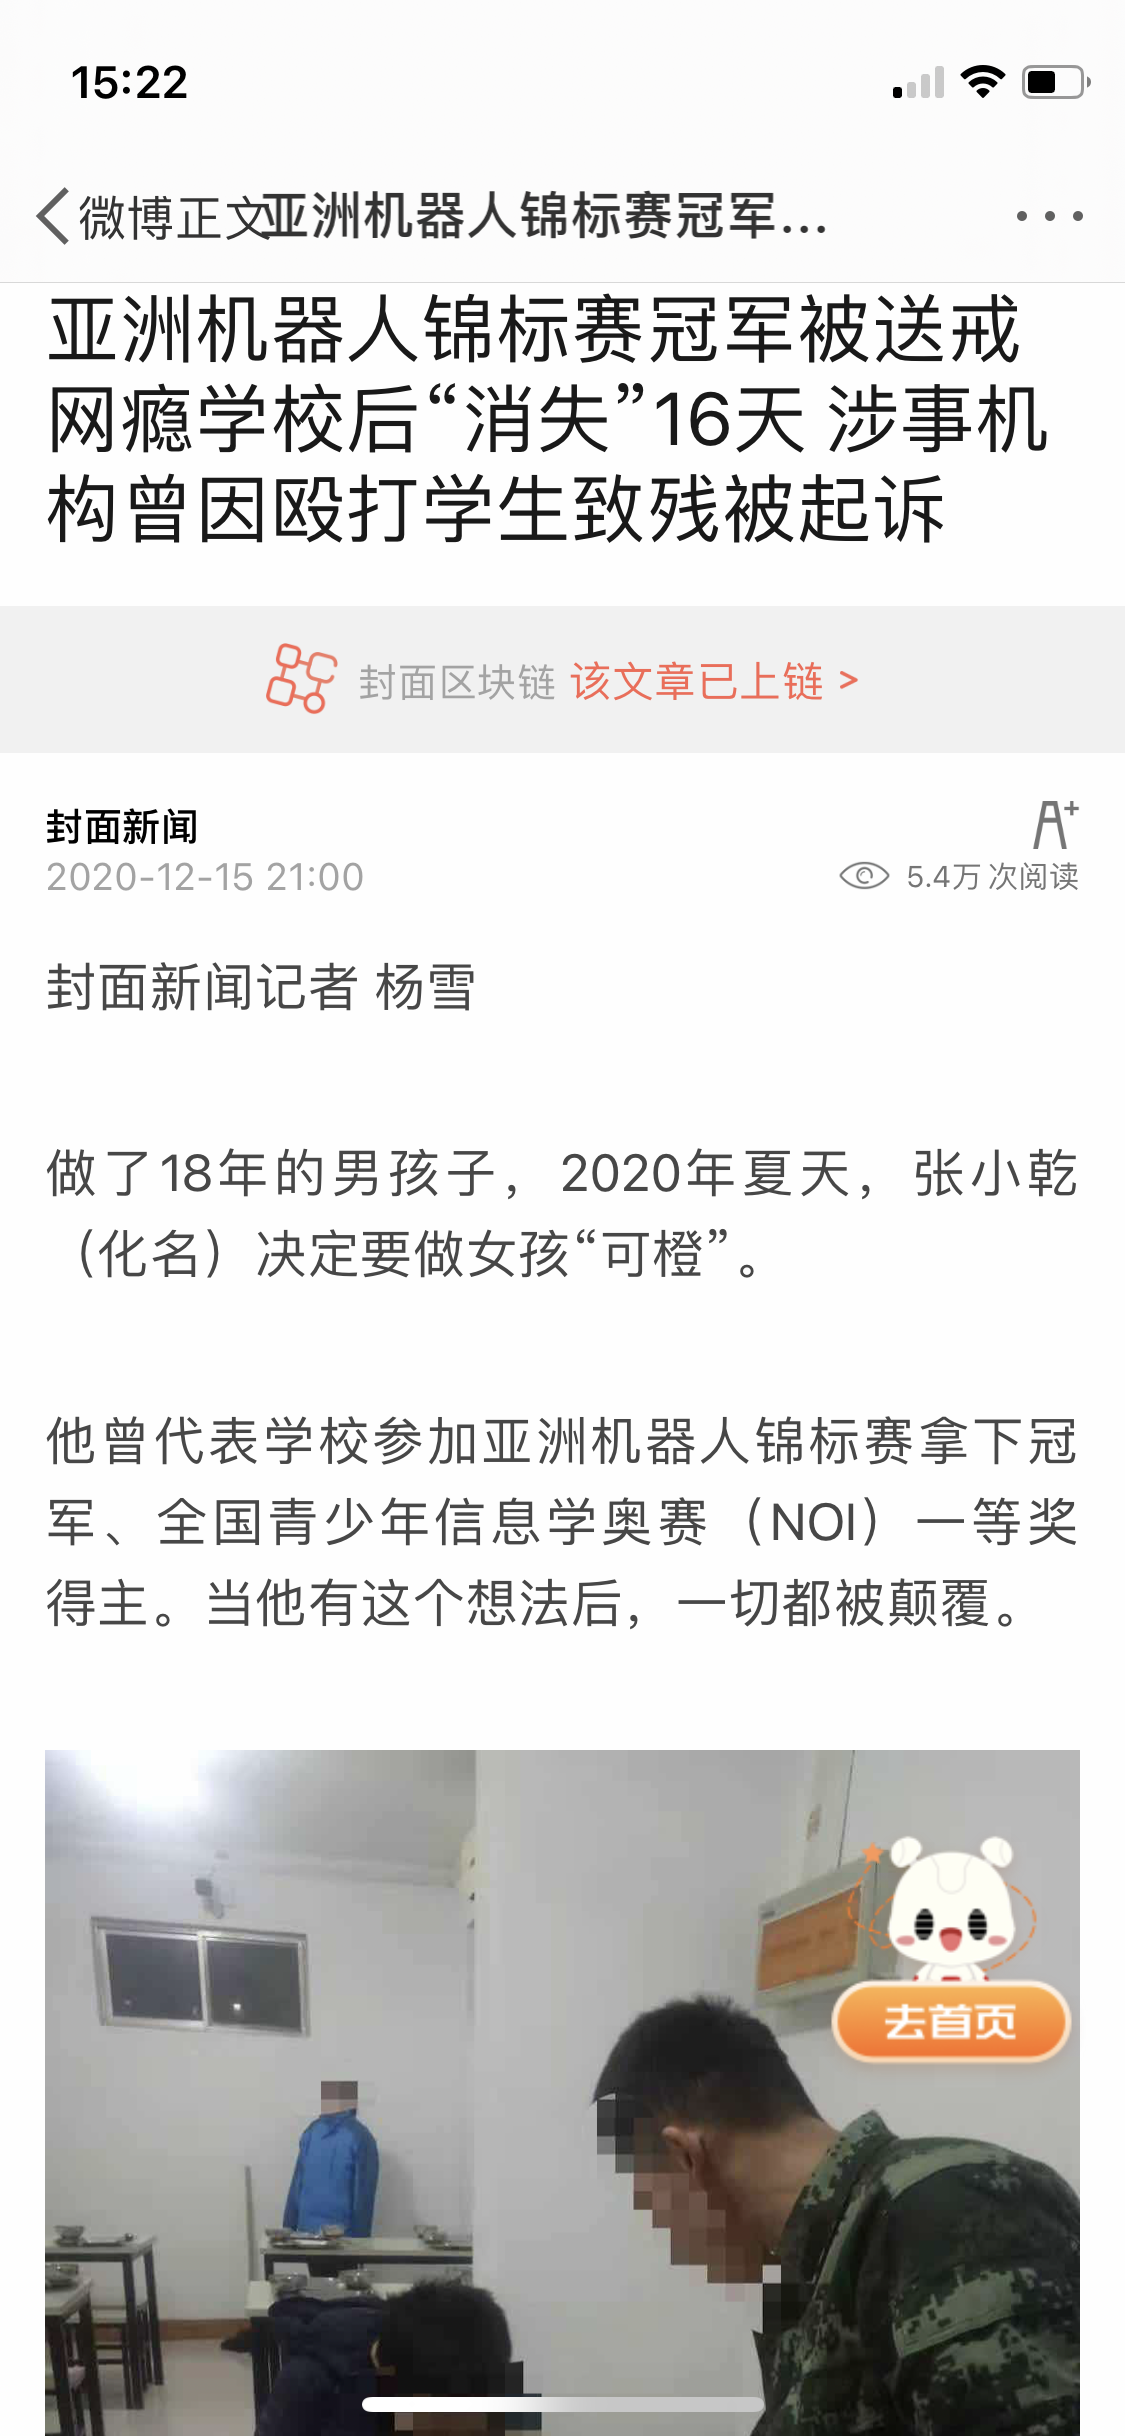 15:22
微博正文
亚洲机器人锦标赛冠军...
亚洲机器人锦标赛冠军被送戒
网瘾学校后“消失”16天 涉事机
构曾因殴打学生致残被起诉
封面区块链 该文章已上链 >
封面新闻
A+
2020-12-15 21:00
5.4万 次阅读
封面新闻记者 杨雪
做了18年的男孩子，2020年夏天，张小乾
（化名）决定要做女孩“可橙”。
他曾代表学校参加亚洲机器人锦标赛拿下冠
军、全国青少年信息学奥赛（NOI）一等奖
得主。当他有这个想法后，一切都被颠覆。
去首页